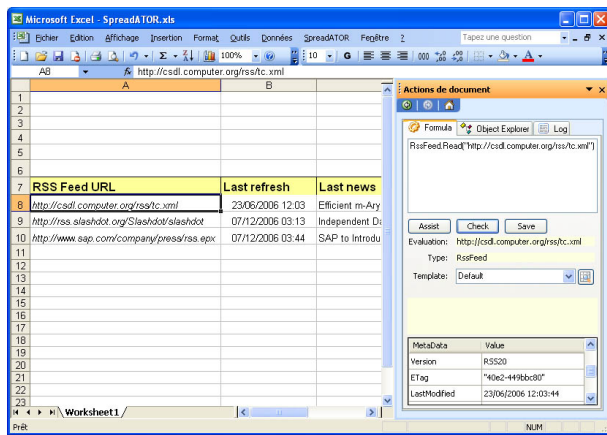 Microsoft Excel - SpreadATOR.xls
Fichier Edition Affichage Insertion Format Outils Données SpreadATOR Fenêtre ? Tapez une question
100% 10 G 000
A8 fx http://csdl.computer.org/rss/tc.xml
A B
Actions de document
Formula Object Explorer Log
RssFeed.Read("http://csdl.computer.org/rss/tc.xml")
1
2
3
4
5
6
7 RSS Feed URL Last refresh Last news
8 http://csdl.computer.org/rss/tc.xml 23/06/2006 12:03 Efficient m-Ary
9 http://rss.slashdot.org/Slashdot/slashdot 07/12/2006 03:13 Independent Da
10 http://www.sap.com/company/press/rss.epx 07/12/2006 03:44 SAP to Introdu
11
12
13
14
15
16
17
18
19
20
21
22
23
Assist Check Save
Evaluation: http://csdl.computer.org/rss/tc.xml
Type: RssFeed
Template: Default
MetaData Value
Version RSS20
ETag "40e2-449bbc80"
LastModified 23/06/2006 12:03:44
Worksheet1
Prêt NUM